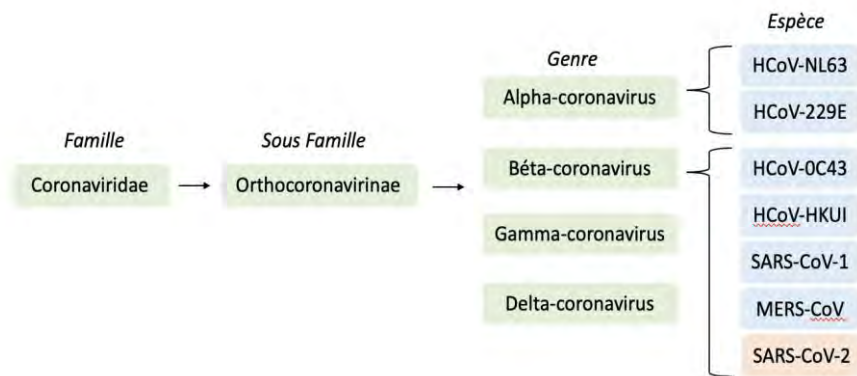 Famille
Coronaviridae
Sous Famille
Orthocoronavirinae
Genre
Alpha-coronavirus
Béta-coronavirus
Gamma-coronavirus
Delta-coronavirus
Espèce
HCoV-NL63
HCoV-229E
HCoV-0C43
HCoV-HKUI
SARS-CoV-1
MERS-CoV
SARS-CoV-2